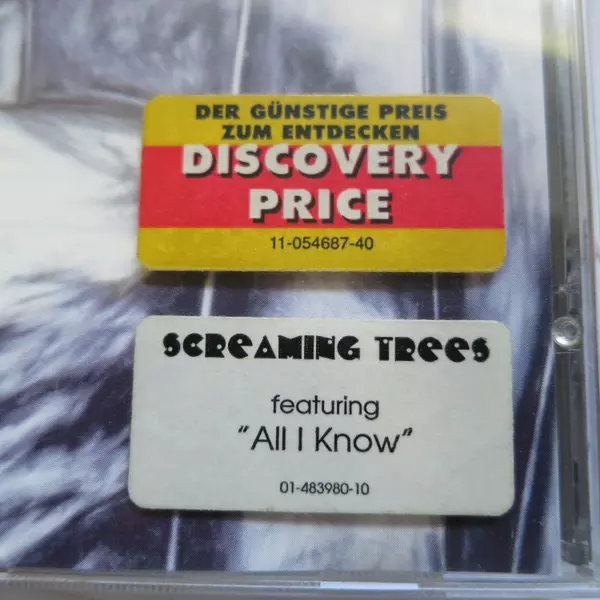 DER GÜNSTIGE PREIS
ZUM ENTDECKEN
DISCOVERY
PRICE
11-054687-40
SCREAMING TREES
featuring
"All I Know"
01-483980-10